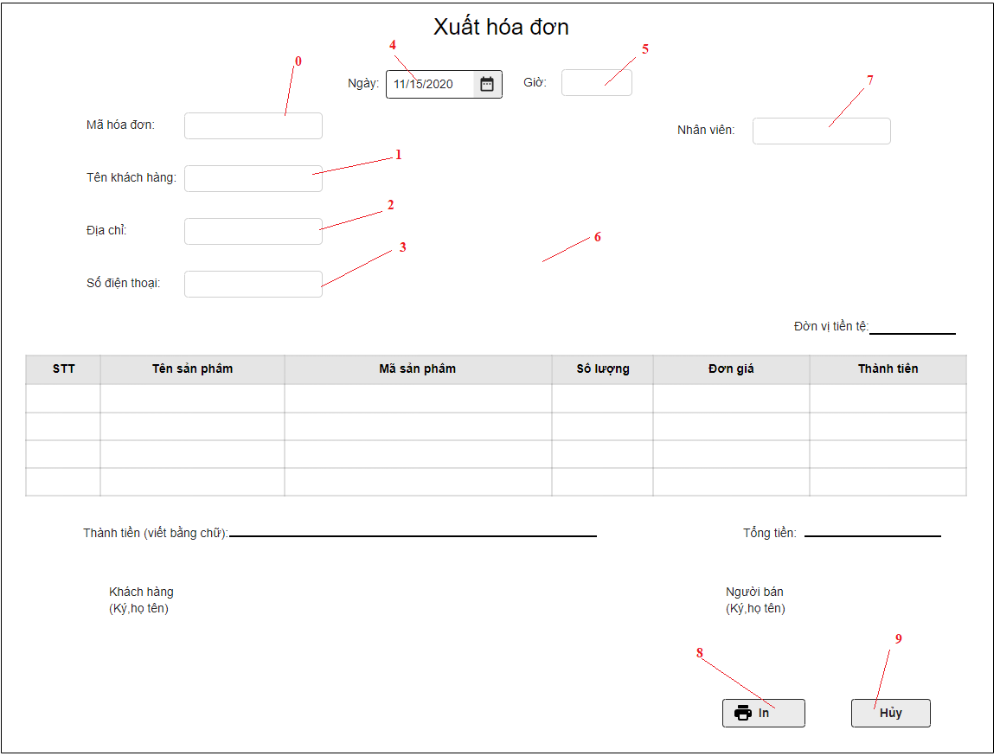 Xuất hóa đơn
4
5
0
Ngày: 11/15/2020 Giờ:
7
Mã hóa đơn:
Nhân viên:
1
Tên khách hàng:
2
Địa chỉ:
6
3
Số điện thoại:
Đờn vị tiền tệ:
STT Tên sản phẩm Mã sản phẩm Số lượng Đơn giá Thành tiền
Thành tiền (viết bằng chữ): Tổng tiền:
Khách hàng Người bán
(Ký,họ tên) (Ký,họ tên)
9
8
In Hủy